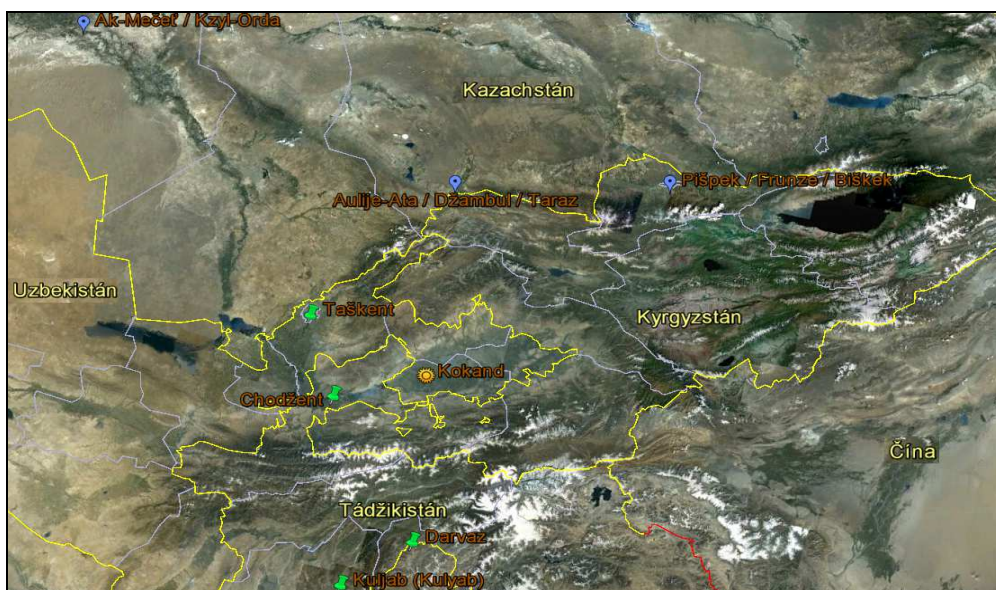 Ak-Mečeť / Kzyl-Orda
Kazachstán
Pišpek / Frunze / Biškek
Aulije-Ata / Džambul / Taraz
Uzbekistán
Taškent
Kyrgyzstán
Kokand
Chodžent
Čína
Tádžikistán
Darvaz
Kuljab (Kulyab)